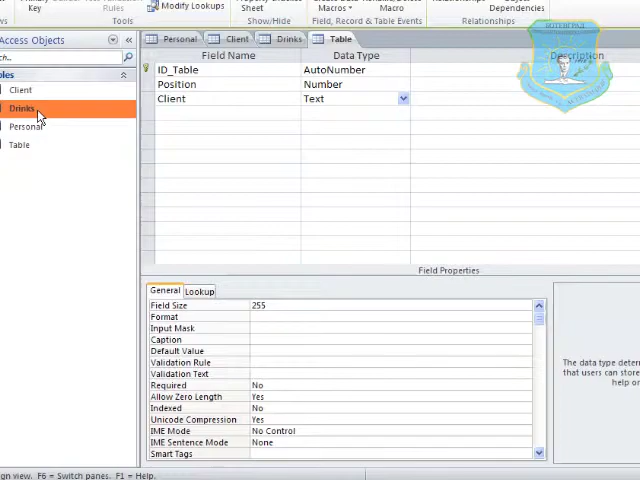 Key
Rules
Modify Lookups
Sheet
Macros
Macro
Dependencies
Tools
Show/Hide
Field, Record & Table Events
Relationships
Access Objects
Personal
Client
Drinks
Table
ch...
Field Name
Data Type
Description
bles
ID_Table
AutoNumber
Client
Position
Number
Drinks
Client
Text
Personal
Table
Field Properties
General
Lookup
Field Size
255
Format
Input Mask
Caption
Default Value
Validation Rule
Validation Text
Required
No
Allow Zero Length
Yes
Indexed
No
Unicode Compression
Yes
IME Mode
No Control
IME Sentence Mode
None
Smart Tags
The data type deter
that users can store
help o
gn view. F6 = Switch panes. F1 = Help.